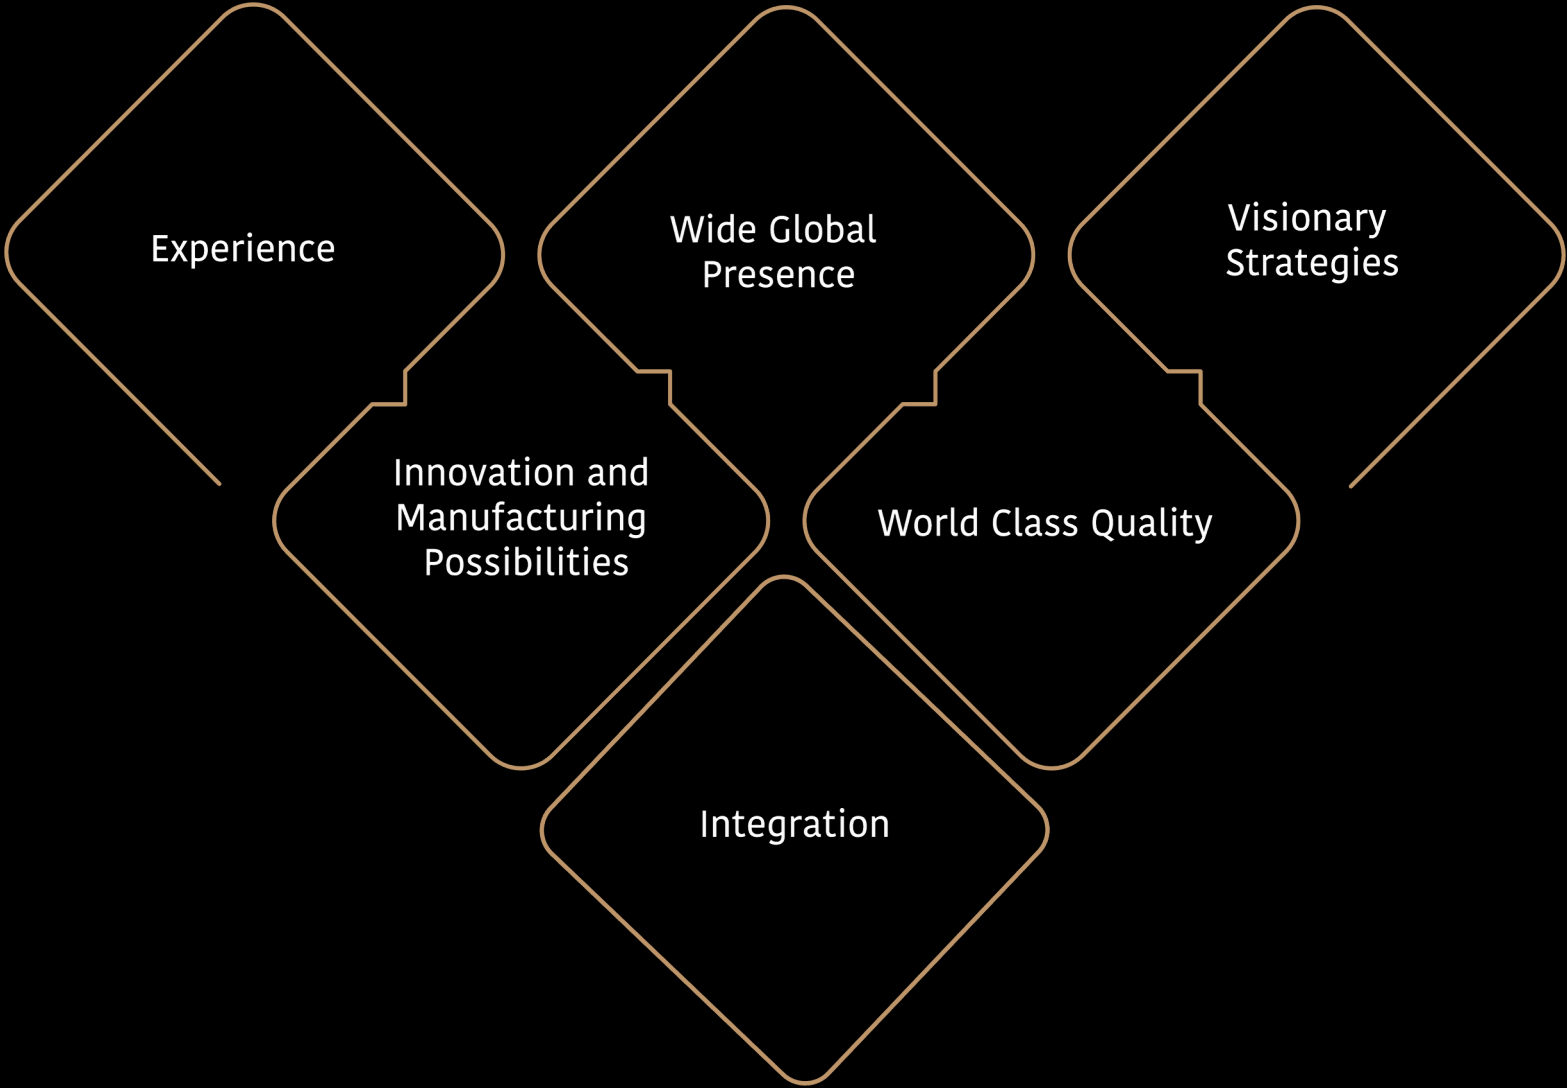 Experience
Wide Global
Presence
Visionary
Strategies
Innovation and
Manufacturing
Possibilities
World Class Quality
Integration